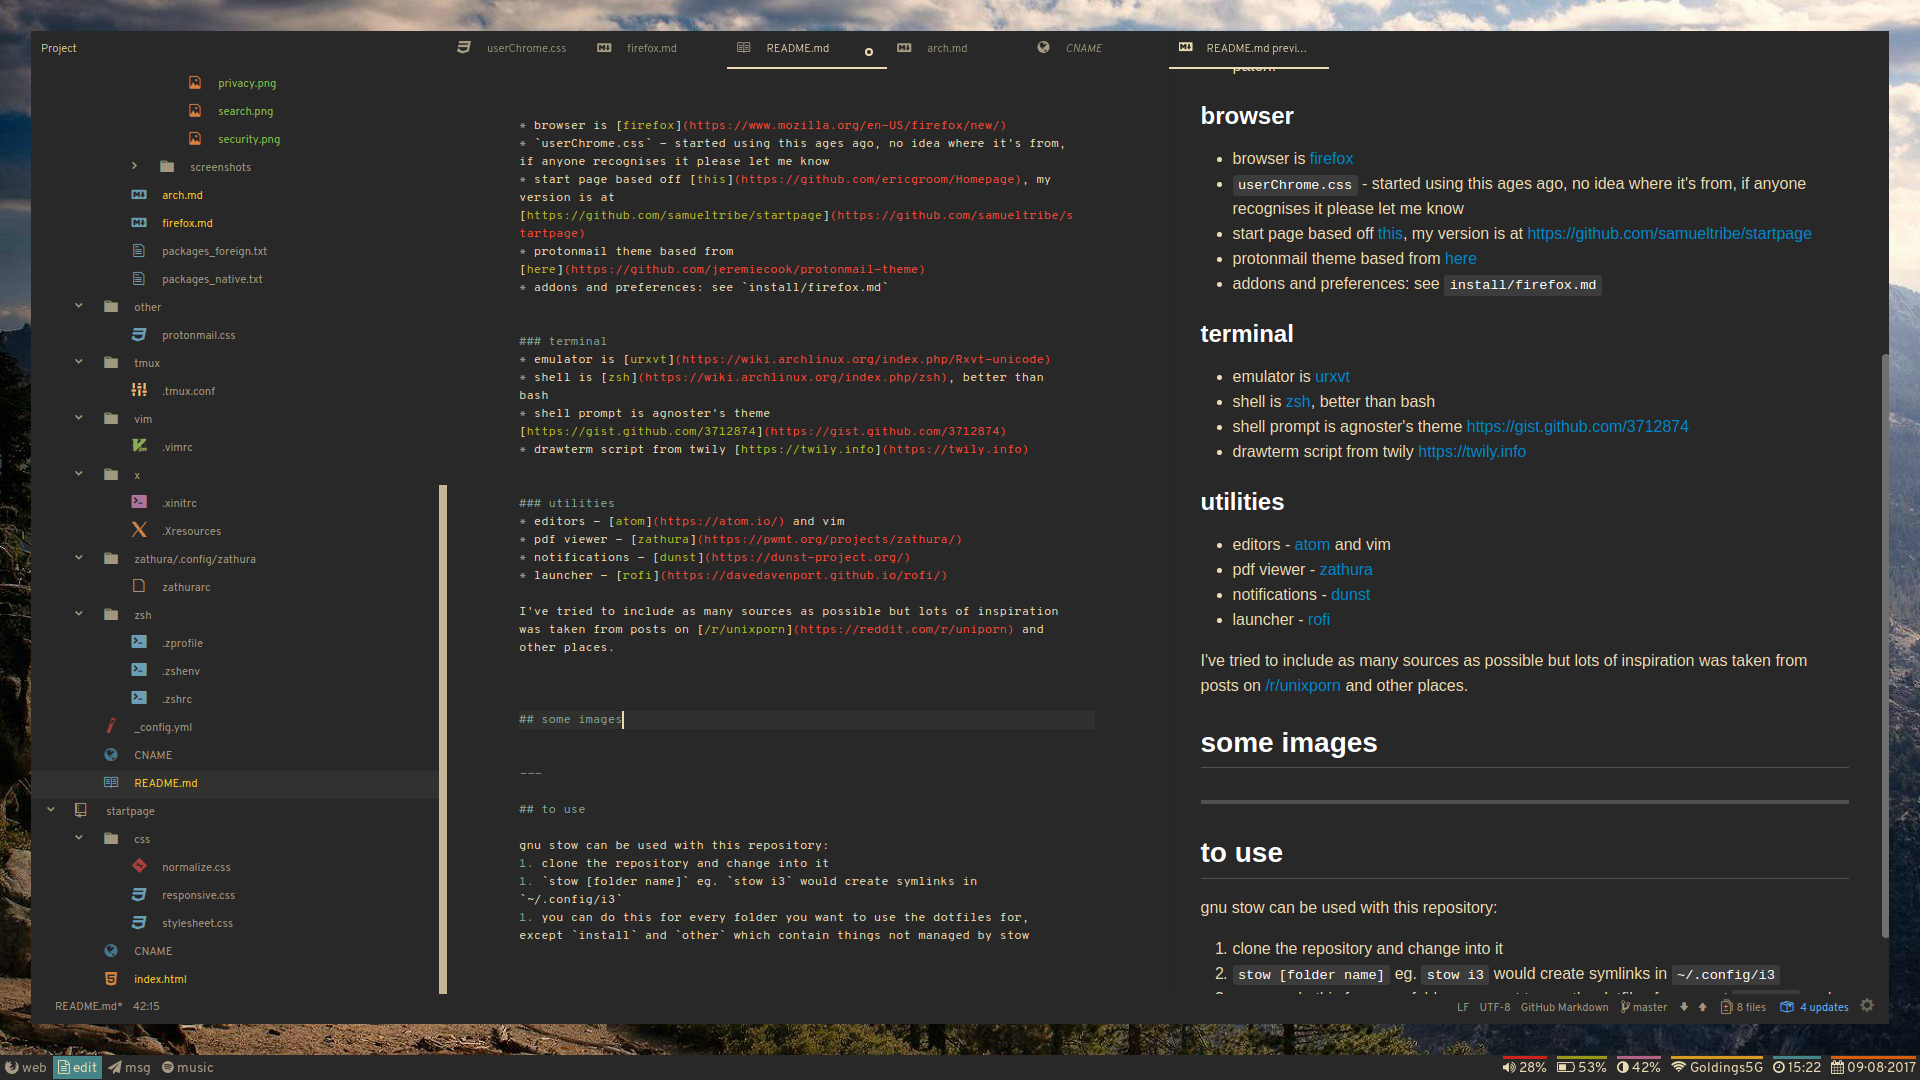 Project
userChrome.css
firefox.md
README.md
arch.md
CNAME
README.md previ...
privacy.png
search.png
security.png
screenshots
arch.md
firefox.md
packages_foreign.txt
packages_native.txt
other
protonmail.css
tmux
.tmux.conf
vim
.vimrc
x
.xinitrc
.Xresources
zathura/.config/zathura
zathurarc
zsh
.zprofile
.zshenv
.zshrc
_config.yml
CNAME
README.md
startpage
css
normalize.css
responsive.css
stylesheet.css
CNAME
index.html
* browser is [firefox](https://www.mozilla.org/en-US/firefox/new/)
* `userChrome.css` - started using this ages ago, no idea where it's from,
if anyone recognises it please let me know
* start page based off [this](https://github.com/ericgroom/Homepage), my
version is at
[https://github.com/samueltribe/startpage](https://github.com/samueltribe/s
tartpage)
* protonmail theme based from
[here](https://github.com/jeremiecook/protonmail-theme)
* addons and preferences: see `install/firefox.md`
### terminal
* emulator is [urxvt](https://wiki.archlinux.org/index.php/Rxvt-unicode)
* shell is [zsh](https://wiki.archlinux.org/index.php/zsh), better than
bash
* shell prompt is agnoster's theme
[https://gist.github.com/3712874](https://gist.github.com/3712874)
* drawterm script from twily [https://twily.info](https://twily.info)
### utilities
* editors - [atom](https://atom.io/) and vim
* pdf viewer - [zathura](https://pwmt.org/projects/zathura/)
* notifications - [dunst](https://dunst-project.org/)
* launcher - [rofi](https://davedavenport.github.io/rofi/)
I've tried to include as many sources as possible but lots of inspiration
was taken from posts on [/r/unixporn](https://reddit.com/r/uniporn) and
other places.
## some images
---
## to use
gnu stow can be used with this repository:
1. clone the repository and change into it
1. `stow [folder name]` eg. `stow i3` would create symlinks in
`~/.config/i3`
1. you can do this for every folder you want to use the dotfiles for,
except `install` and `other` which contain things not managed by stow
browser
• browser is firefox
• userChrome.css - started using this ages ago, no idea where it's from, if anyone
recognises it please let me know
• start page based off this, my version is at https://github.com/samueltribe/startpage
• protonmail theme based from here
• addons and preferences: see install/firefox.md
terminal
• emulator is urxvt
• shell is zsh, better than bash
• shell prompt is agnoster's theme https://gist.github.com/3712874
• drawterm script from twily https://twily.info
utilities
• editors - atom and vim
• pdf viewer - zathura
• notifications - dunst
• launcher - rofi
I've tried to include as many sources as possible but lots of inspiration was taken from
posts on /r/unixporn and other places.
some images
to use
gnu stow can be used with this repository:
1. clone the repository and change into it
2. stow [folder name] eg. stow i3 would create symlinks in ~/.config/i3
README.md* 42:15
LF UTF-8 GitHub Markdown master 8 files 4 updates
web edit msg music
28% 53% 42% Goldings5G 15:22 09·08·2017